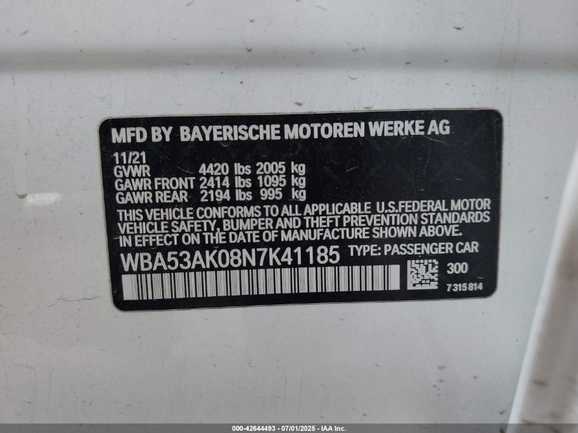 MFD BY BAYERISCHE MOTOREN WERKE AG
11/21
GVWR 4420 lbs 2005 kg
GAWR FRONT 2414 lbs 1095 kg
GAWR REAR 2194 lbs 995 kg
THIS VEHICLE CONFORMS TO ALL APPLICABLE U.S.FEDERAL MOTOR
VEHICLE SAFETY, BUMPER AND THEFT PREVENTION STANDARDS
IN EFFECT ON THE DATE OF MANUFACTURE SHOWN ABOVE.
WBA53AK08N7K41185 TYPE: PASSENGER CAR
300
7 315 814
000-42644493 - 07/01/2025 - IAA Inc.